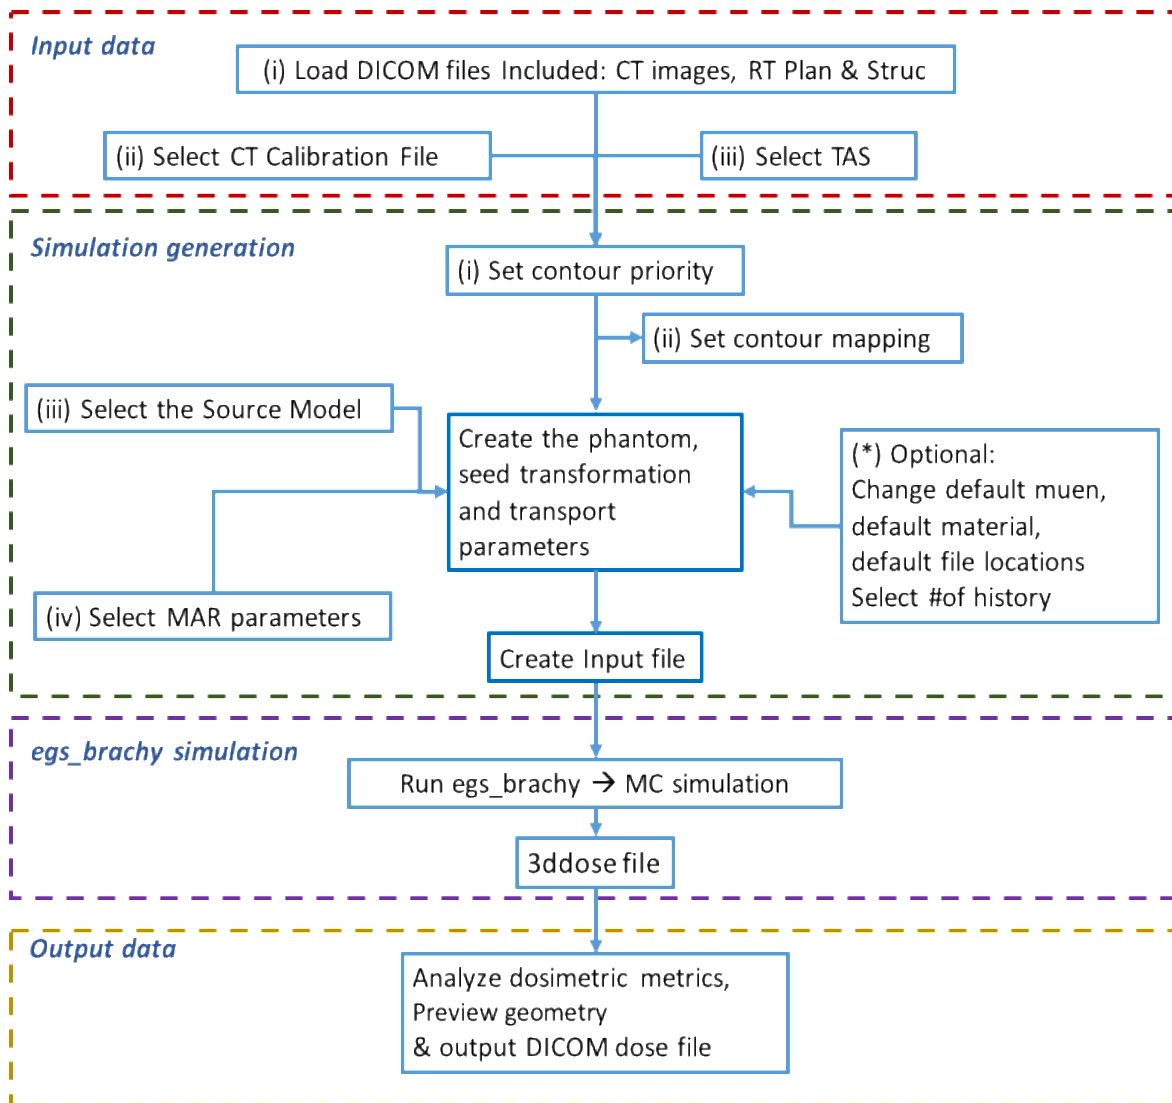 Input data
(i) Load DICOM files Included: CT images, RT Plan & Struc
(ii) Select CT Calibration File
(iii) Select TAS
Simulation generation
(i) Set contour priority
(ii) Set contour mapping
(iii) Select the Source Model
Create the phantom,
seed transformation
and transport
parameters
(*) Optional:
Change default muen,
default material,
default file locations
Select #of history
(iv) Select MAR parameters
Create Input file
egs_brachy simulation
Run egs_brachy → MC simulation
3ddose file
Output data
Analyze dosimetric metrics,
Preview geometry
& output DICOM dose file